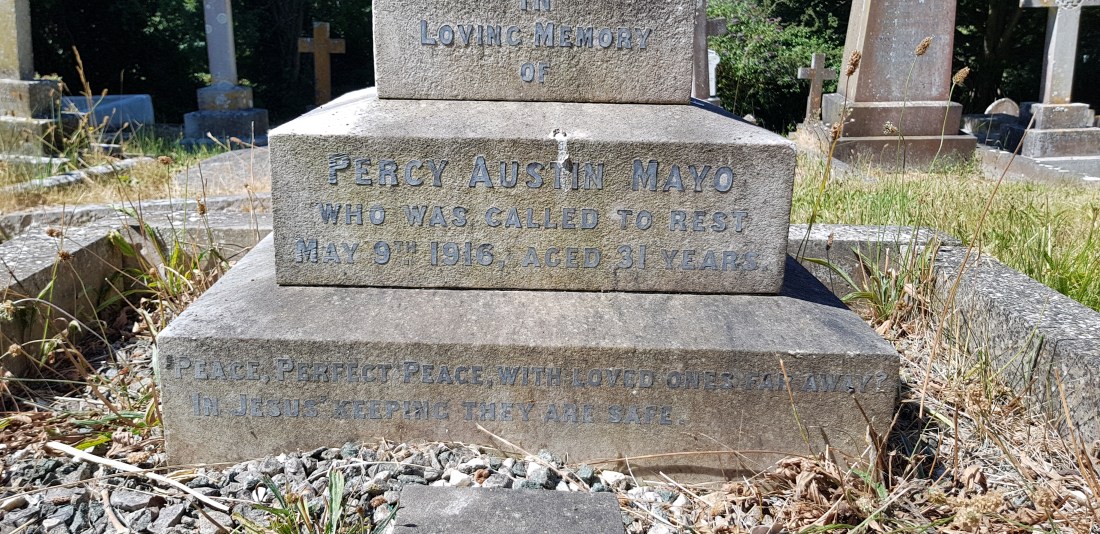 IN
LOVING MEMORY
OF
PERCY AUSTIN MAYO
WHO WAS CALLED TO REST
MAY 9TH 1916, AGED 31 YEARS.
"PEACE, PERFECT PEACE, WITH LOVED ONES FAR AWAY?
IN JESUS' KEEPING THEY ARE SAFE.